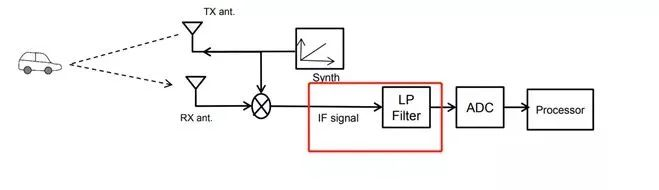 TX ant.
Synth
RX ant.
IF signal
LP
Filter
ADC
Processor